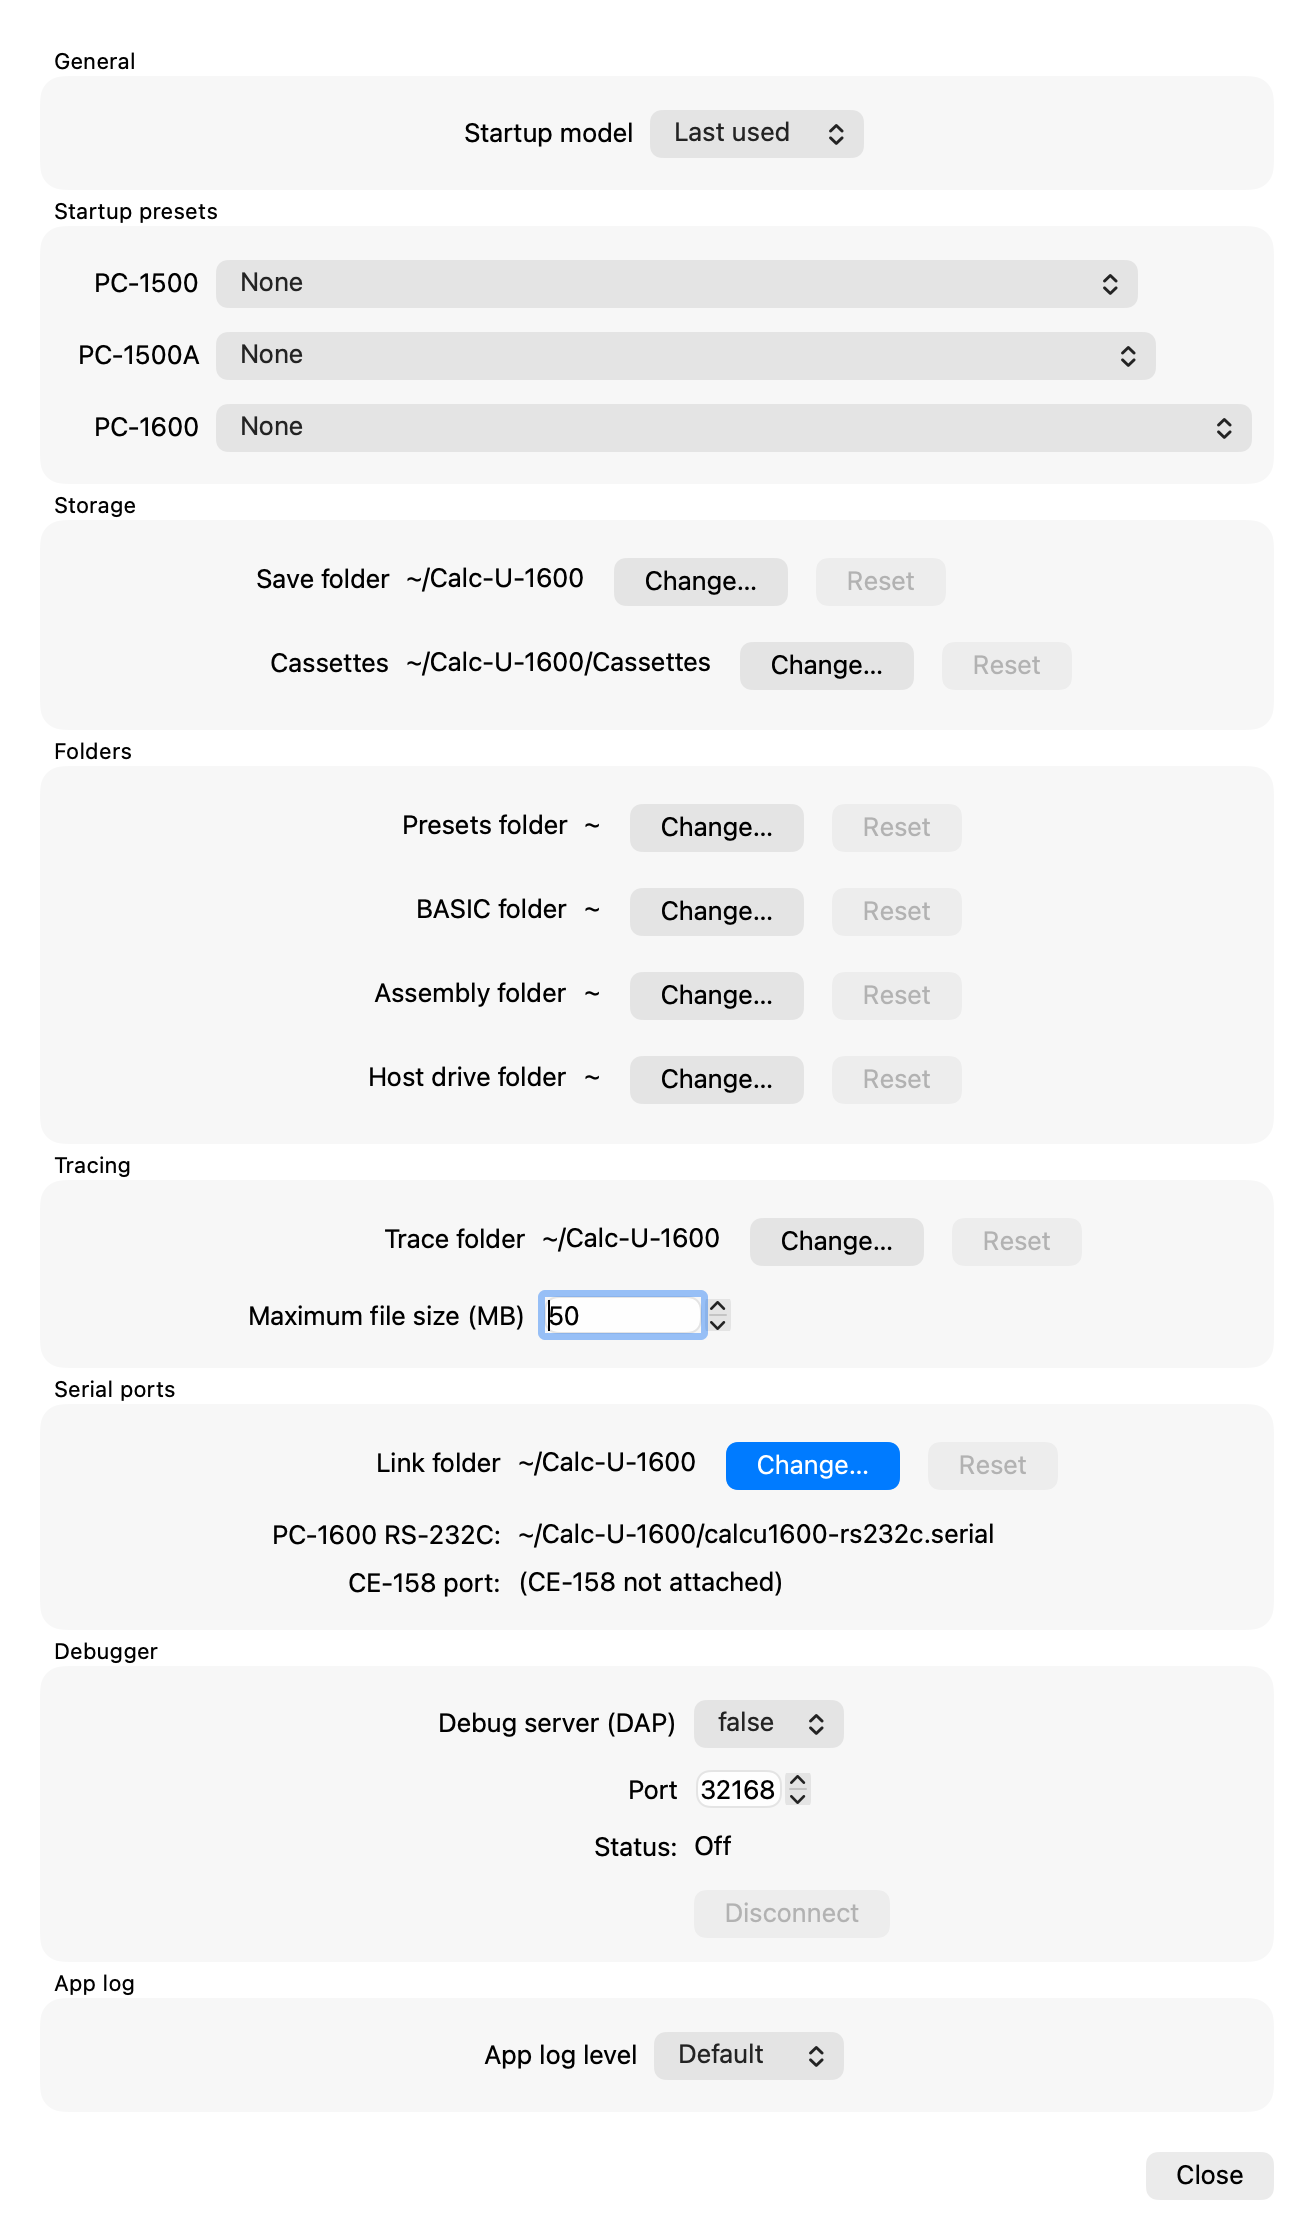 General
Startup model Last used
Startup presets
PC-1500 None
PC-1500A None
PC-1600 None
Storage
Save folder ~/Calc-U-1600 Change... Reset
Cassettes ~/Calc-U-1600/Cassettes Change... Reset
Folders
Presets folder ~ Change... Reset
BASIC folder ~ Change... Reset
Assembly folder ~ Change... Reset
Host drive folder ~ Change... Reset
Tracing
Trace folder ~/Calc-U-1600 Change... Reset
Maximum file size (MB) 50
Serial ports
Link folder ~/Calc-U-1600 Change... Reset
PC-1600 RS-232C: ~/Calc-U-1600/calcu1600-rs232c.serial
CE-158 port: (CE-158 not attached)
Debugger
Debug server (DAP) false
Port 32168
Status: Off
Disconnect
App log
App log level Default
Close